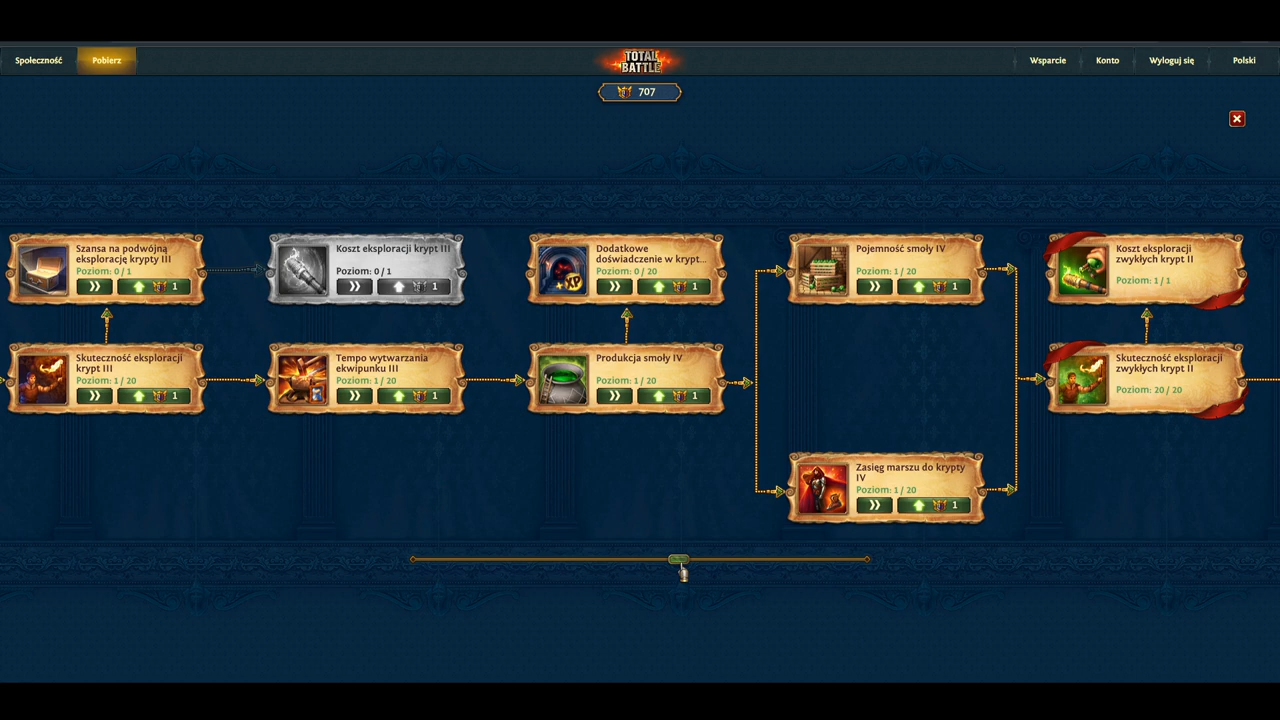 Społeczność
Pobierz
TOTAL
BATTLE
Wsparcie
Konto
Wyloguj się
Polski
707
Szansa na podwójną
eksplorację krypty III
Poziom: 0 / 1
1
Koszt eksploracji krypt III
Poziom: 0 / 1
1
Dodatkowe
doświadczenie w krypt...
Poziom: 0 / 20
XP
1
Pojemność smoły IV
Poziom: 1 / 20
1
Koszt eksploracji
zwykłych krypt II
Poziom: 1 / 1
Skuteczność eksploracji
krypt III
Poziom: 1 / 20
1
Tempo wytwarzania
ekwipunku III
Poziom: 1 / 20
1
Produkcja smoły IV
Poziom: 1 / 20
1
Skuteczność eksploracji
zwykłych krypt II
Poziom: 20 / 20
Zasięg marszu do krypty
IV
Poziom: 1 / 20
1